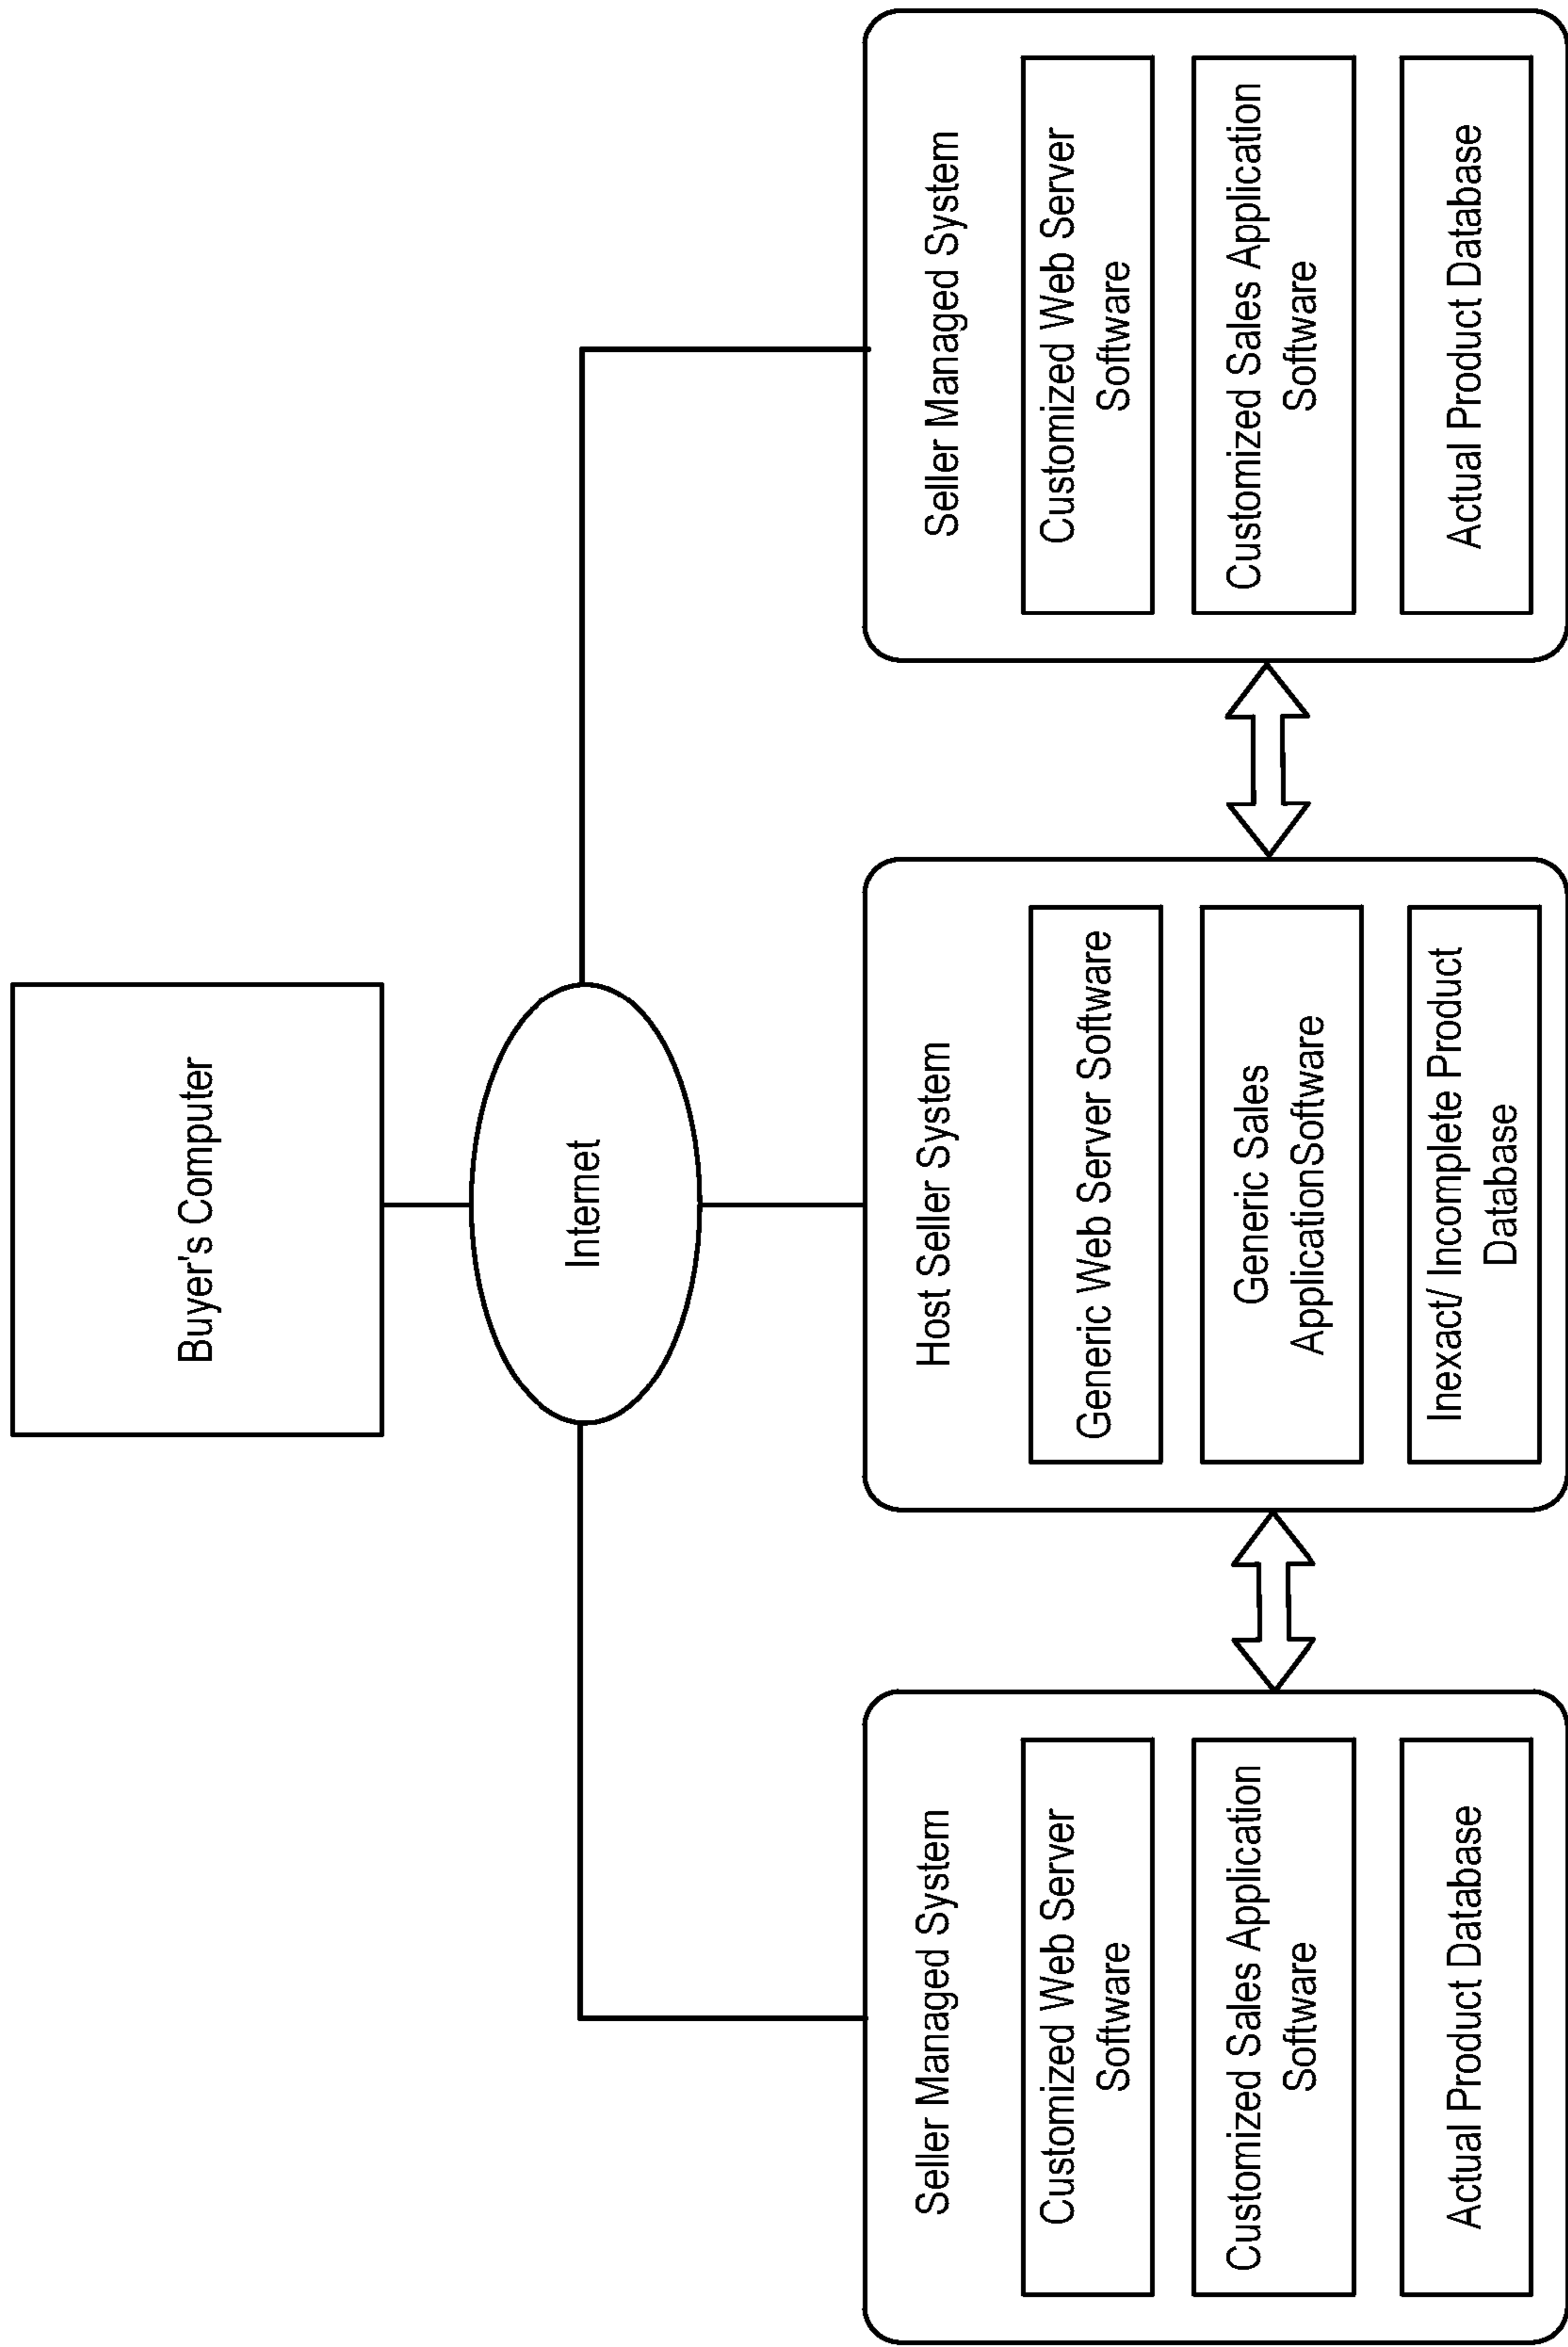 Buyer's Computer
Internet
Seller Managed System
Customized Web Server
Software
Customized Sales Application
Software
Actual Product Database
Host Seller System
Generic Web Server Software
Generic Sales
ApplicationSoftware
Inexact/ Incomplete Product
Database
Seller Managed System
Customized Web Server
Software
Customized Sales Application
Software
Actual Product Database